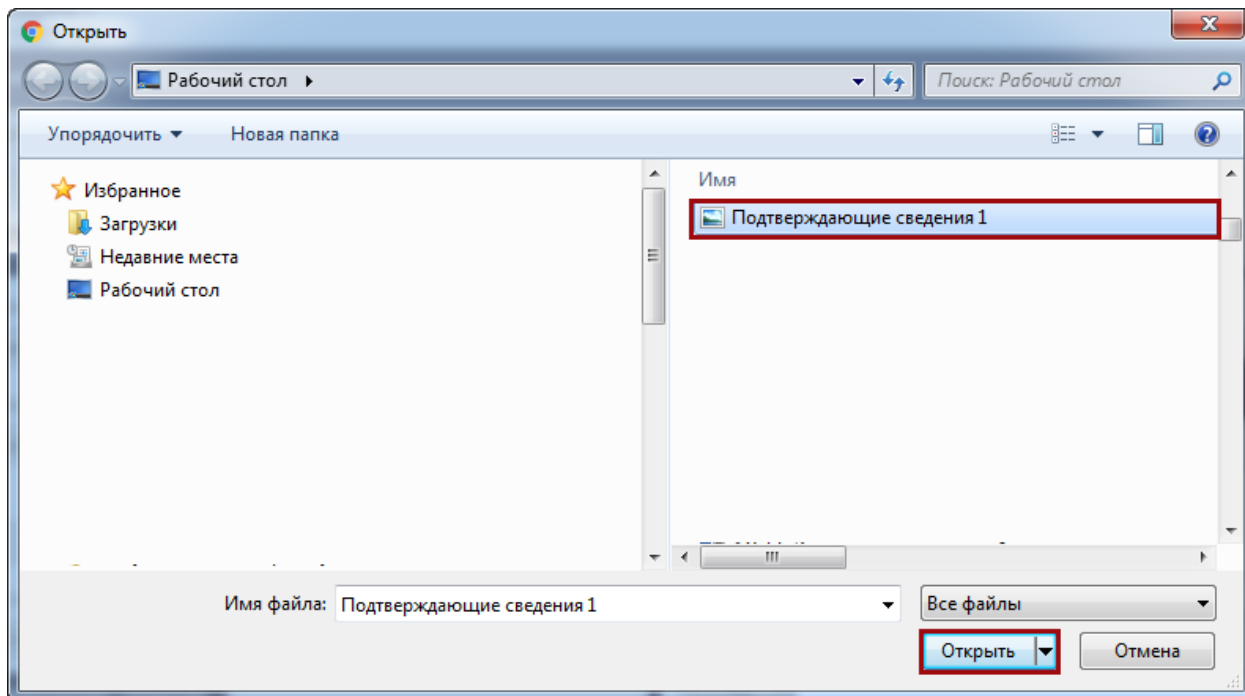 Открыть
Рабочий стол
Поиск: Рабочий стол
Упорядочить
Новая папка
Избранное
Загрузки
Недавние места
Рабочий стол
Имя
Подтверждающие сведения 1
Имя файла: Подтверждающие сведения 1
Все файлы
Открыть
Отмена